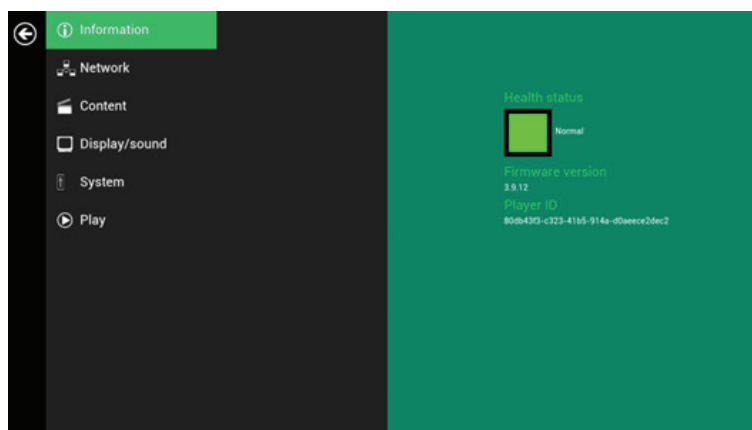 Information
Network
Content
Display/sound
System
Play
Health status
Normal
Firmware version
3.9.12
Player ID
80db43f3-c323-41b5-914a-d0aeece2dec2